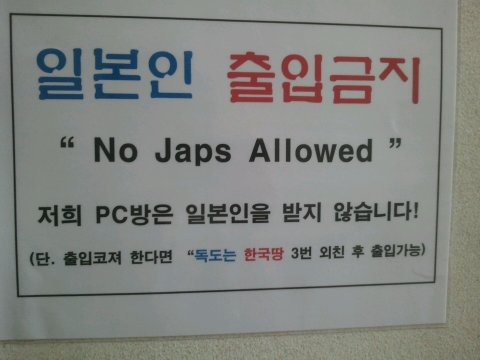 일본인 출입금지
“ No Japs Allowed ”
저희 PC방은 일본인을 받지 않습니다!
(단. 출입코져 한다면 “독도는 한국땅 3번 외친 후 출입가능)